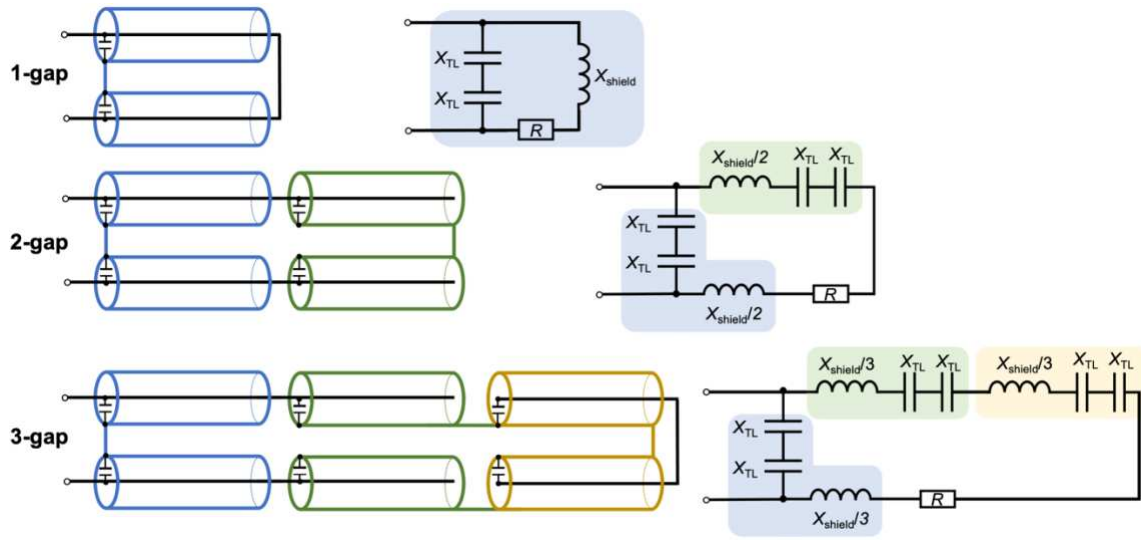 1-gap
X_TL
X_TL
X_shield
R
2-gap
X_shield/2
X_TL
X_TL
X_TL
X_TL
X_shield/2
R
3-gap
X_shield/3
X_TL
X_TL
X_shield/3
X_TL
X_TL
X_TL
X_TL
X_shield/3
R